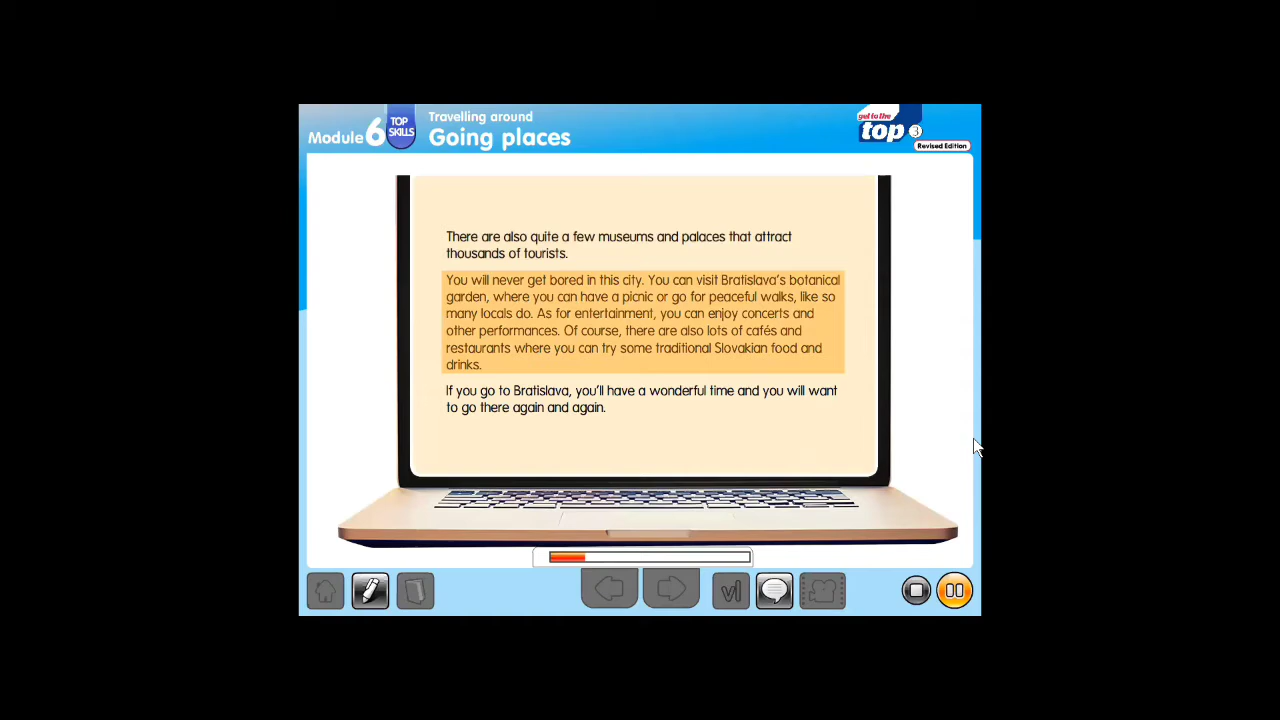 Module 6
TOP
SKILLS
Travelling around
Going places
get to the
top 3
Revised Edition
There are also quite a few museums and palaces that attract
thousands of tourists.
You will never get bored in this city. You can visit Bratislava's botanical
garden, where you can have a picnic or go for peaceful walks, like so
many locals do. As for entertainment, you can enjoy concerts and
other performances. Of course, there are also lots of cafés and
restaurants where you can try some traditional Slovakian food and
drinks.
If you go to Bratislava, you'll have a wonderful time and you will want
to go there again and again.
vl